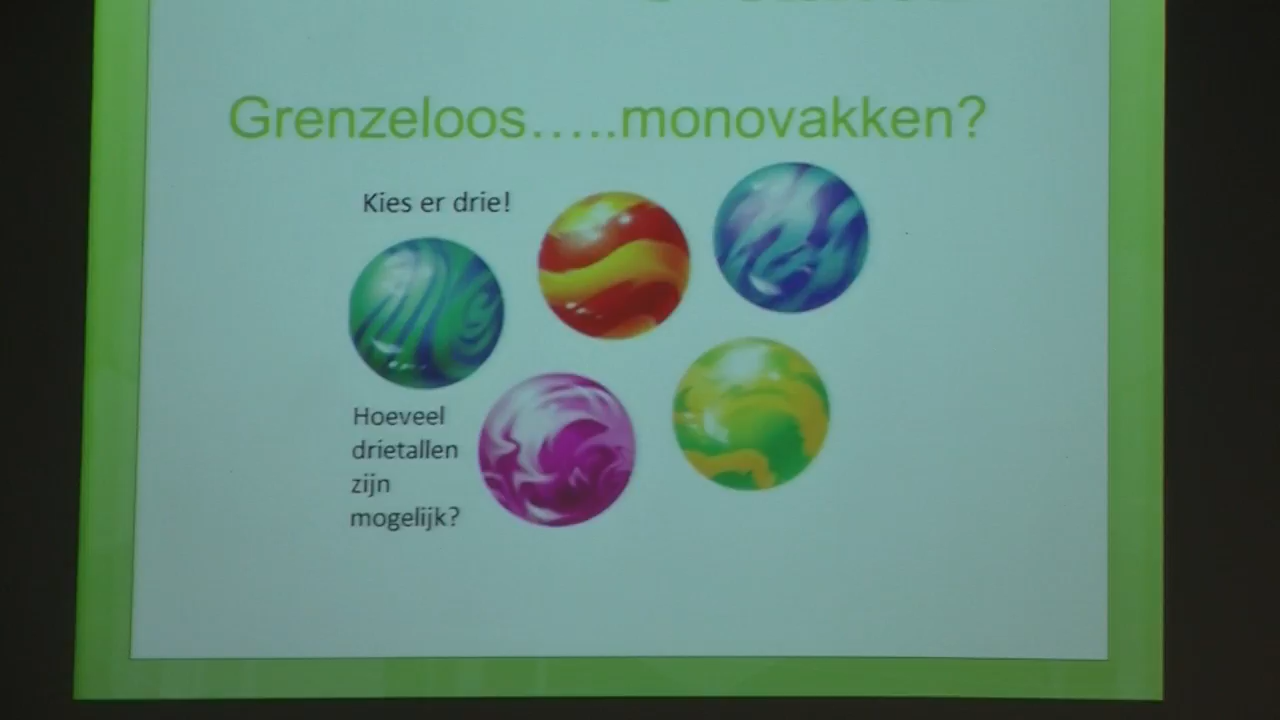 Grenzeloos…..monovakken?
Kies er drie!
Hoeveel
drietallen
zijn
mogelijk?